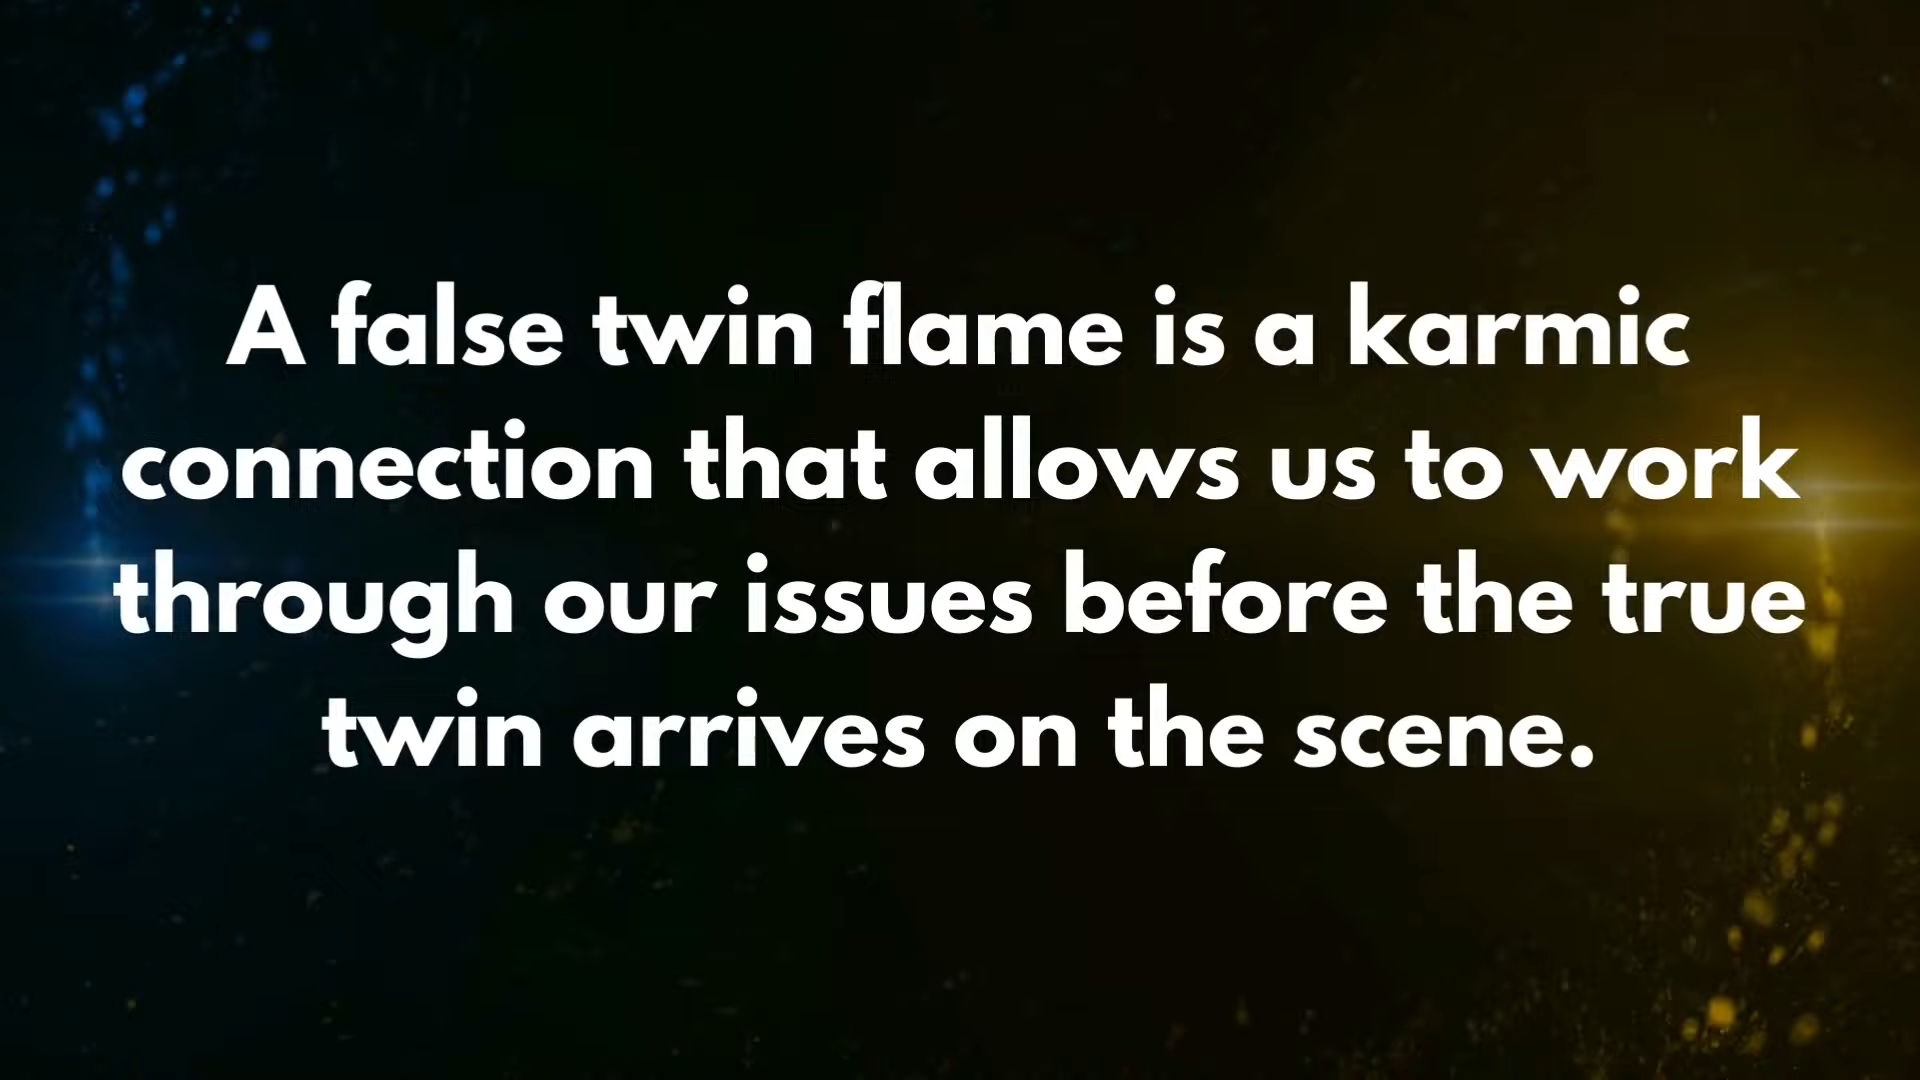 A false twin flame is a karmic
connection that allows us to work
through our issues before the true
twin arrives on the scene.